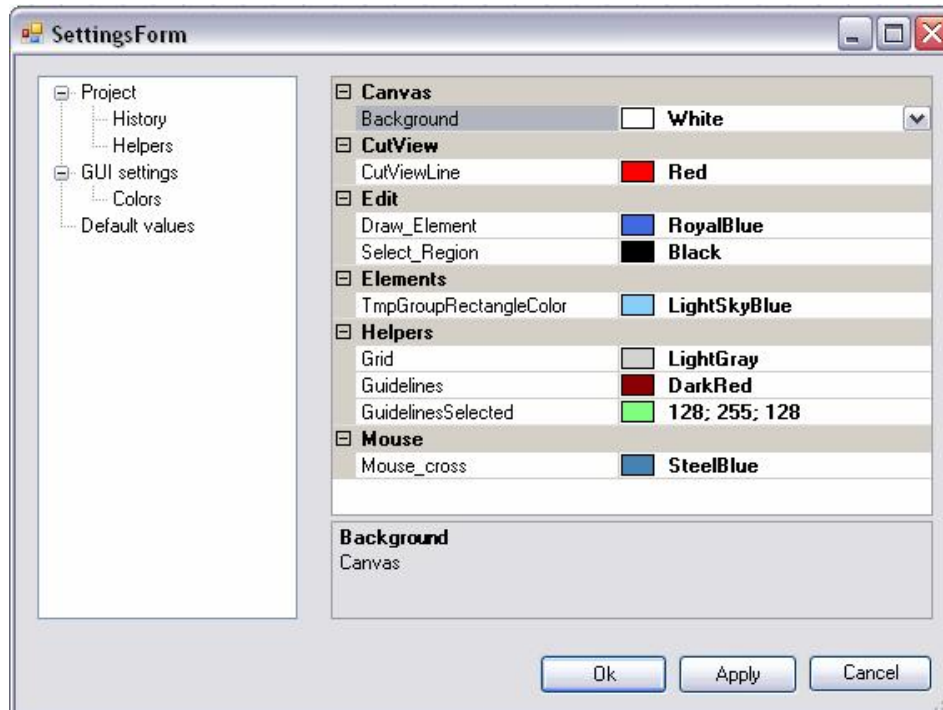 SettingsForm
Project
History
Helpers
GUI settings
Colors
Default values
Canvas
Background White
CutView
CutViewLine Red
Edit
Draw_Element RoyalBlue
Select_Region Black
Elements
TmpGroupRectangleColor LightSkyBlue
Helpers
Grid LightGray
Guidelines DarkRed
GuidelinesSelected 128; 255; 128
Mouse
Mouse_cross SteelBlue
Background
Canvas
Ok Apply Cancel